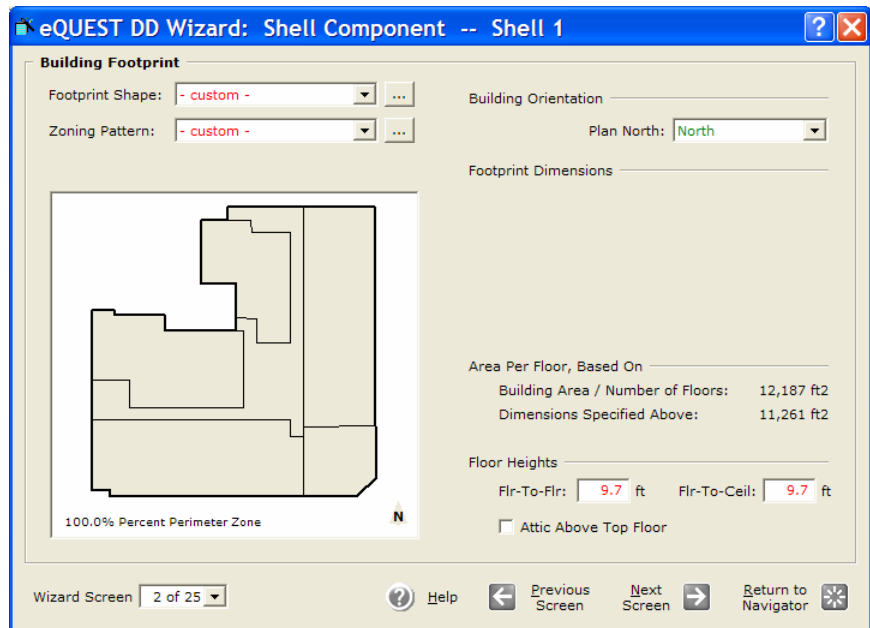 eQUEST DD Wizard: Shell Component -- Shell 1
Building Footprint
Footprint Shape: - custom - ...
Zoning Pattern: - custom - ...
Building Orientation
Plan North: North
Footprint Dimensions
100.0% Percent Perimeter Zone
N
Area Per Floor, Based On
Building Area / Number of Floors: 12,187 ft2
Dimensions Specified Above: 11,261 ft2
Floor Heights
Flr-To-Flr: 9.7 ft Flr-To-Ceil: 9.7 ft
Attic Above Top Floor
Wizard Screen 2 of 25
? Help
Previous Screen
Next Screen
Return to Navigator